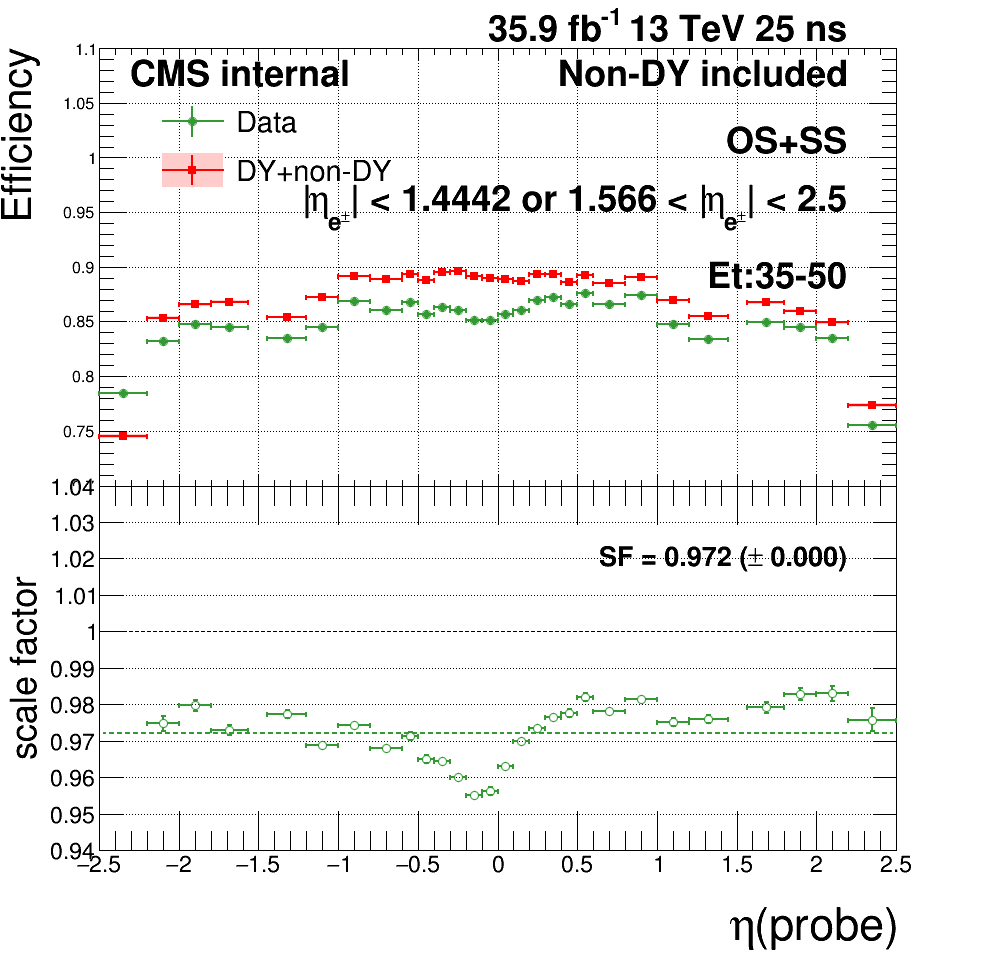 35.9 fb⁻¹ 13 TeV 25 ns
Efficiency
1.1
1.05
1
0.95
0.9
0.85
0.8
0.75
CMS internal
Non-DY included
Data
OS+SS
DY+non-DY
|η_e±| < 1.4442 or 1.566 < |η_e±| < 2.5
Et:35-50
scale factor
1.04
1.03
1.02
1.01
1
0.99
0.98
0.97
0.96
0.95
0.94
SF = 0.972 (± 0.000)
−2.5 −2 −1.5 −1 −0.5 0 0.5 1 1.5 2 2.5
η(probe)